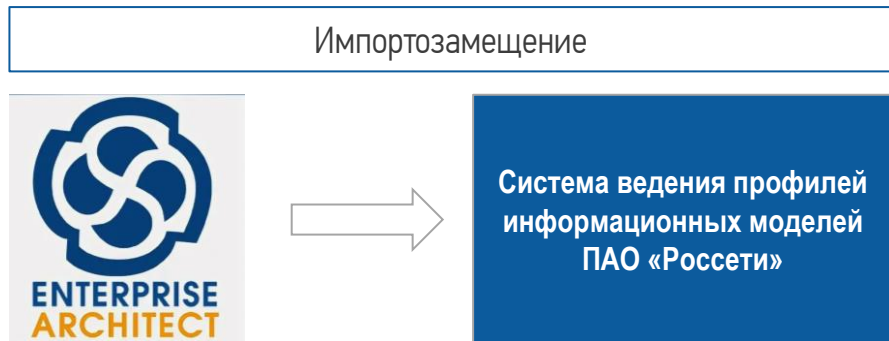 Импортозамещение
ENTERPRISE
ARCHITECT
Система ведения профилей
информационных моделей
ПАО «Россети»